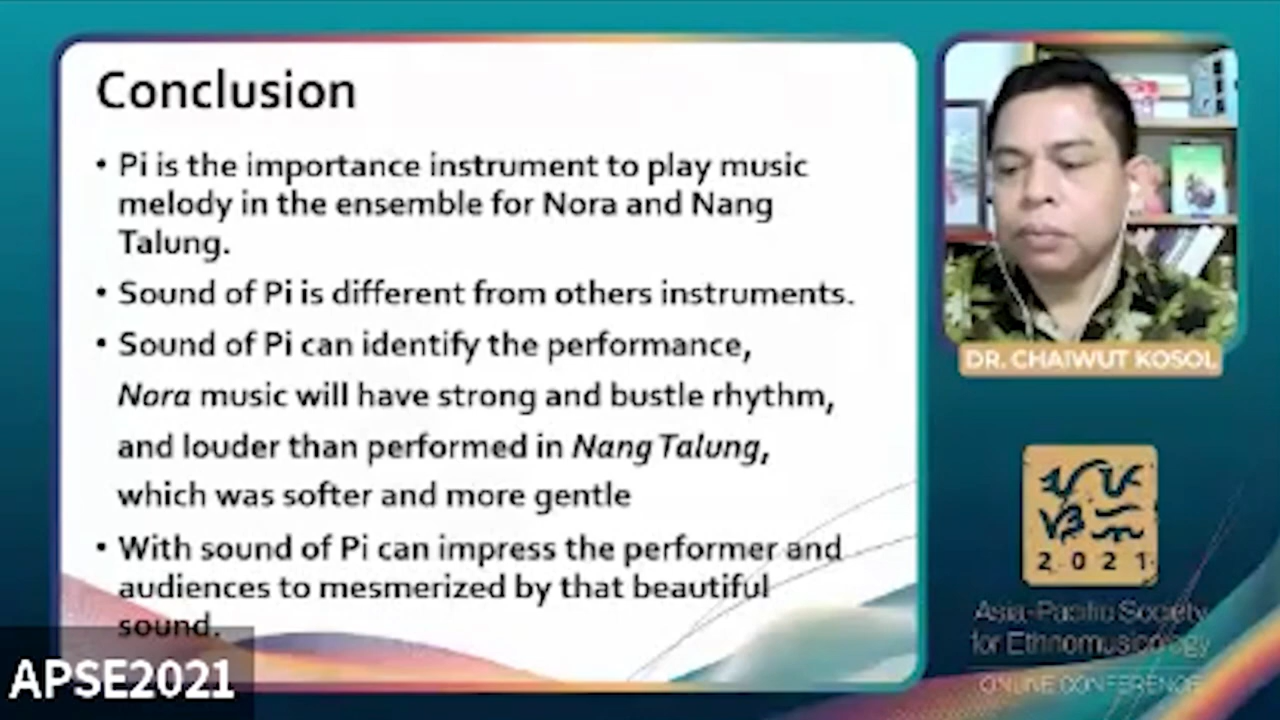 Conclusion
• Pi is the importance instrument to play music
melody in the ensemble for Nora and Nang
Talung.
• Sound of Pi is different from others instruments.
• Sound of Pi can identify the performance,
Nora music will have strong and bustle rhythm,
and louder than performed in Nang Talung,
which was softer and more gentle
• With sound of Pi can impress the performer and
audiences to mesmerized by that beautiful
sound.
APSE2021
DR. CHAIWUT KOSOL
2021
Asia-Pacific Society
for Ethnomusicology
ONLINE CONFERENCE